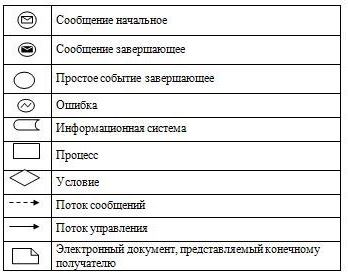 Сообщение начальное
Сообщение завершающее
Простое событие завершающее
Ошибка
Информационная система
Процесс
Условие
Поток сообщений
Поток управления
Электронный документ, представляемый конечному
получателю